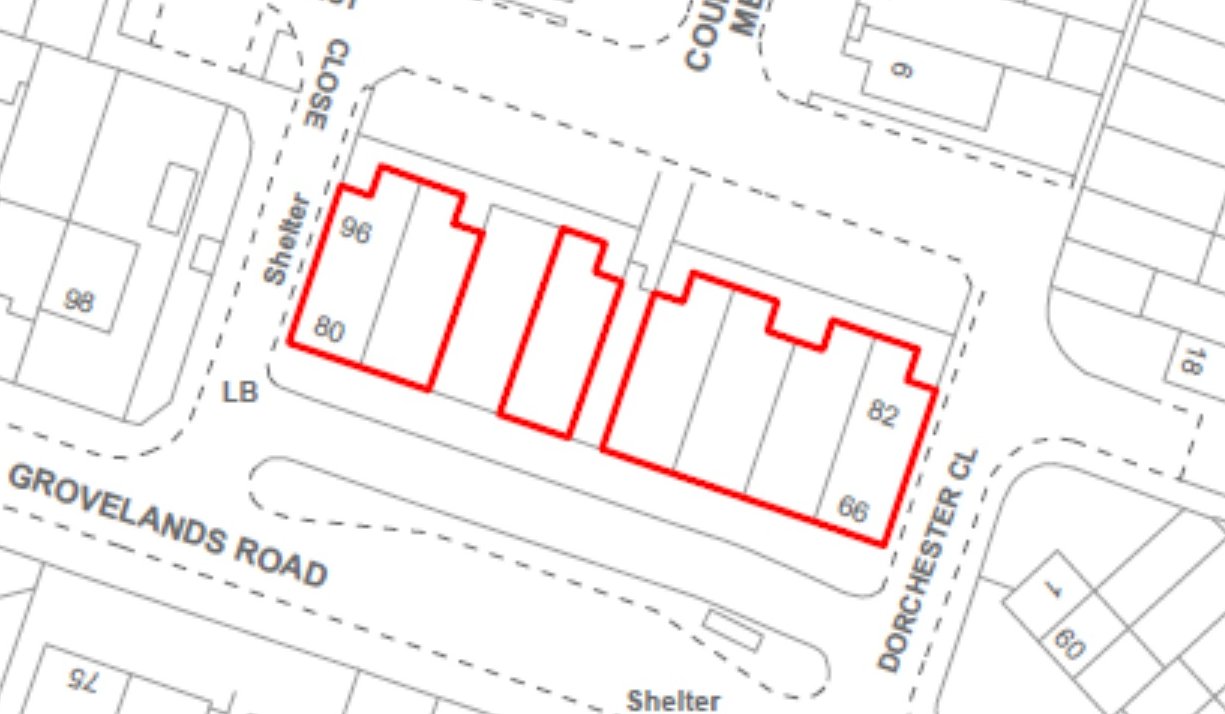 COU
CLOSE
9
Shelter
96
98
80
18
LB
82
66
GROVELANDS ROAD
DORCHESTER CL
1
60
75
Shelter